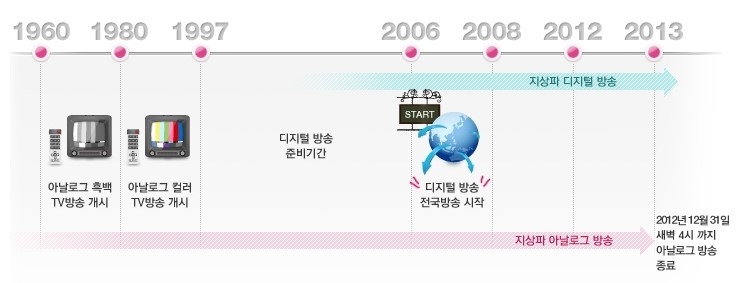 1960
1980
1997
2006
2008
2012
2013
지상파 디지털 방송
START
디지털 방송
준비기간
아날로그 흑백
TV방송 개시
아날로그 컬러
TV방송 개시
디지털 방송
전국방송 시작
지상파 아날로그 방송
2012년 12월 31일
새벽 4시 까지
아날로그 방송
종료